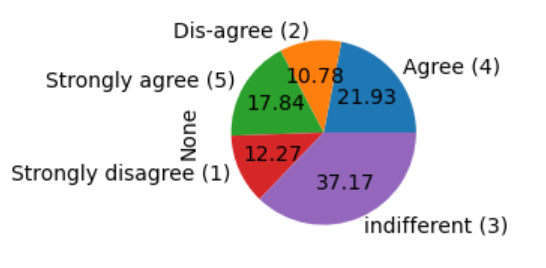 Dis-agree (2)
Agree (4)
10.78
Strongly agree (5)
21.93
17.84
None
12.27
Strongly disagree (1)
37.17
indifferent (3)